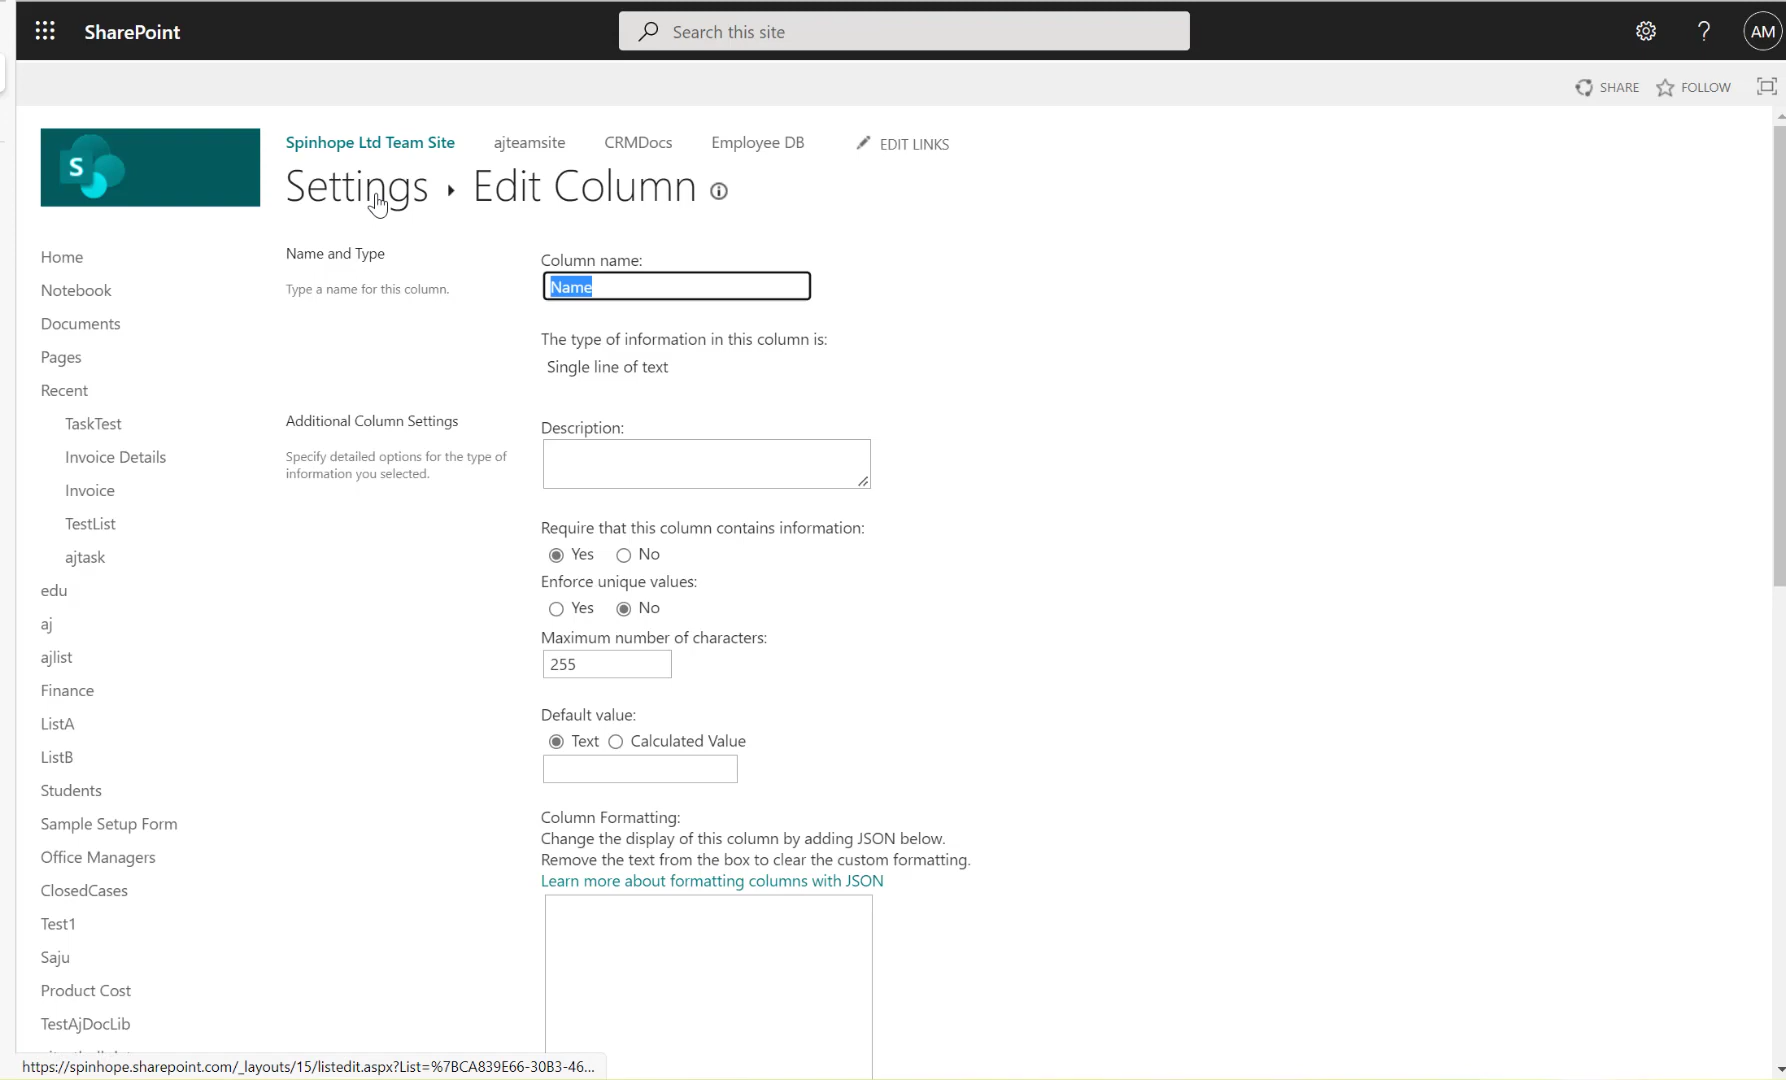 SharePoint
Search this site
?
AM
SHARE
FOLLOW
S
Spinhope Ltd Team Site
ajteamsite
CRMDocs
Employee DB
EDIT LINKS
Settings ▸ Edit Column
Home
Notebook
Documents
Pages
Recent
TaskTest
Invoice Details
Invoice
TestList
ajtask
edu
aj
ajlist
Finance
ListA
ListB
Students
Sample Setup Form
Office Managers
ClosedCases
Test1
Saju
Product Cost
TestAjDocLib
Name and Type
Type a name for this column.
Column name:
Name
The type of information in this column is:
Single line of text
Additional Column Settings
Specify detailed options for the type of
information you selected.
Description:
Require that this column contains information:
Yes No
Enforce unique values:
Yes No
Maximum number of characters:
255
Default value:
Text Calculated Value
Column Formatting:
Change the display of this column by adding JSON below.
Remove the text from the box to clear the custom formatting.
Learn more about formatting columns with JSON
https://spinhope.sharepoint.com/_layouts/15/listedit.aspx?List=%7BCA839E66-30B3-46...